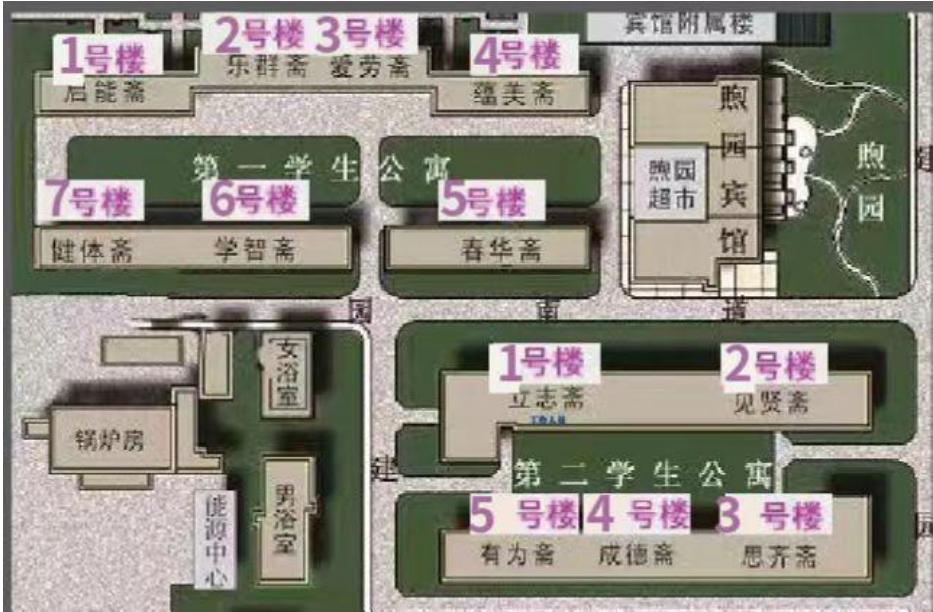 宾馆附属楼
1号楼
2号楼
3号楼
4号楼
启能斋
乐群斋
爱劳斋
蕴美斋
第一学生公寓
煦园宾馆
煦园超市
煦园
建
7号楼
6号楼
5号楼
健体斋
学智斋
春华斋
园
南
道
女浴室
1号楼
2号楼
立志斋
见贤斋
锅炉房
建
第二学生公寓
男浴室
能源中心
5 号楼
4 号楼
3 号楼
有为斋
成德斋
思齐斋
园